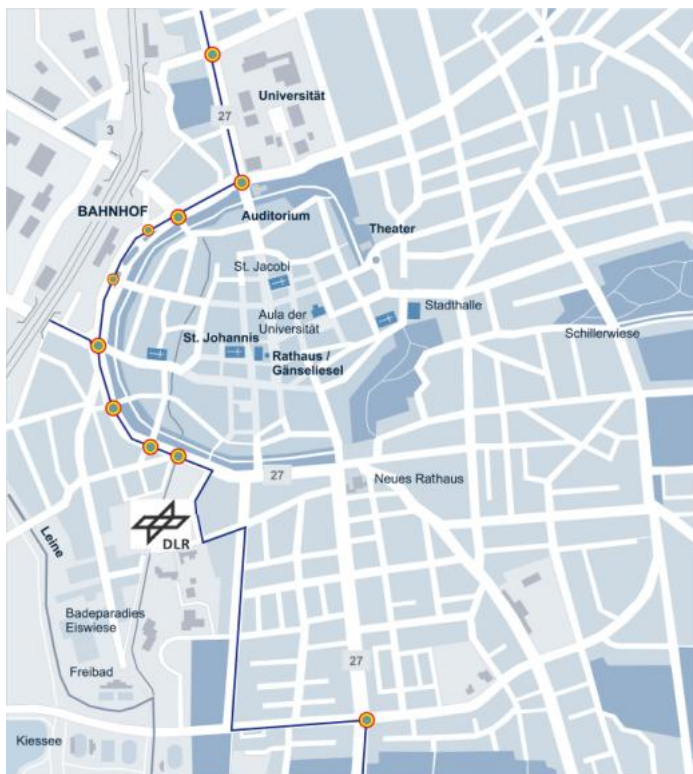 Universität
27
3
BAHNHOF
Auditorium
Theater
St. Jacobi
Aula der
Universität
Stadthalle
Schillerwiese
St. Johannis
Rathaus /
Gänseliesel
27
Neues Rathaus
DLR
Leine
Badeparadies
Eiswiese
27
Freibad
Kiessee